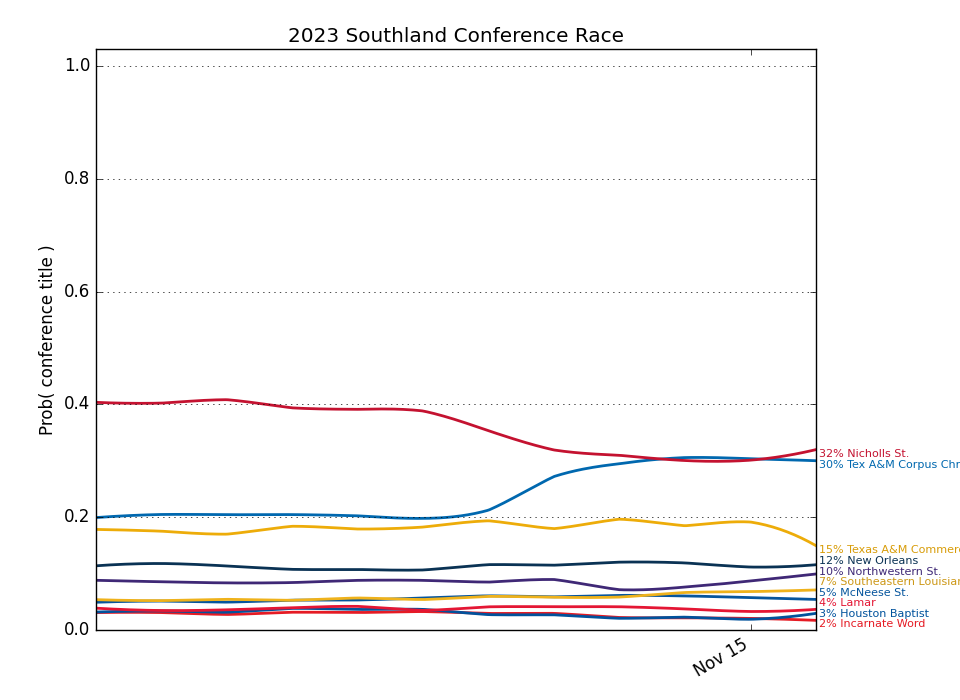 2023 Southland Conference Race
Prob( conference title )
1.0
0.8
0.6
0.4
0.2
0.0
Nov 15
32% Nicholls St.
30% Tex A&M Corpus Chr
15% Texas A&M Commerc
12% New Orleans
10% Northwestern St.
7% Southeastern Louisian
5% McNeese St.
4% Lamar
3% Houston Baptist
2% Incarnate Word